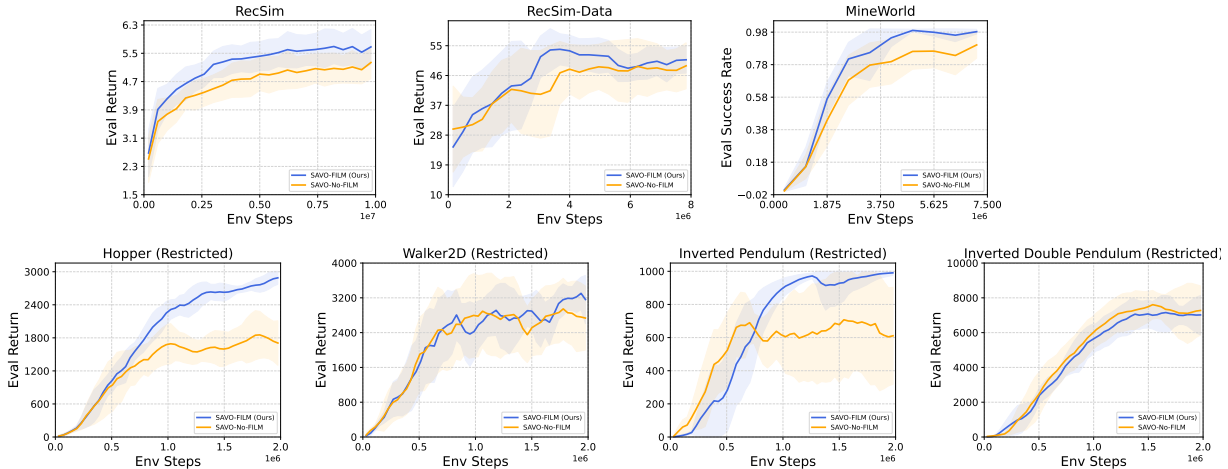 RecSim
Eval Return
6.3
5.5
4.7
3.9
3.1
2.3
1.5
0.00 0.25 0.50 0.75 1.00
1e7
Env Steps
SAVO-FILM (Ours)
SAVO-No-FILM
RecSim-Data
Eval Return
55
46
37
28
19
10
0 2 4 6 8
1e6
Env Steps
SAVO-FILM (Ours)
SAVO-No-FILM
MineWorld
Eval Success Rate
0.98
0.78
0.58
0.38
0.18
−0.02
0.000 1.875 3.750 5.625 7.500
1e6
Env Steps
SAVO-FILM (Ours)
SAVO-No-FILM
Hopper (Restricted)
Eval Return
3000
2400
1800
1200
600
0
0.0 0.5 1.0 1.5 2.0
1e6
Env Steps
SAVO-FILM (Ours)
SAVO-No-FILM
Walker2D (Restricted)
Eval Return
4000
3200
2400
1600
800
0
0.0 0.5 1.0 1.5 2.0
1e6
Env Steps
SAVO-FILM (Ours)
SAVO-No-FILM
Inverted Pendulum (Restricted)
Eval Return
1000
800
600
400
200
0
0.0 0.5 1.0 1.5 2.0
1e6
Env Steps
SAVO-FILM (Ours)
SAVO-No-FILM
Inverted Double Pendulum (Restricted)
Eval Return
10000
8000
6000
4000
2000
0
0.0 0.5 1.0 1.5 2.0
1e6
Env Steps
SAVO-FILM (Ours)
SAVO-No-FILM